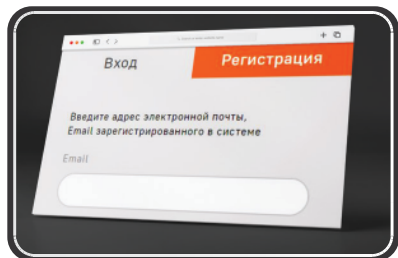 Вход
Регистрация
Введите адрес электронной почты,
Email зарегистрированного в системе
Email